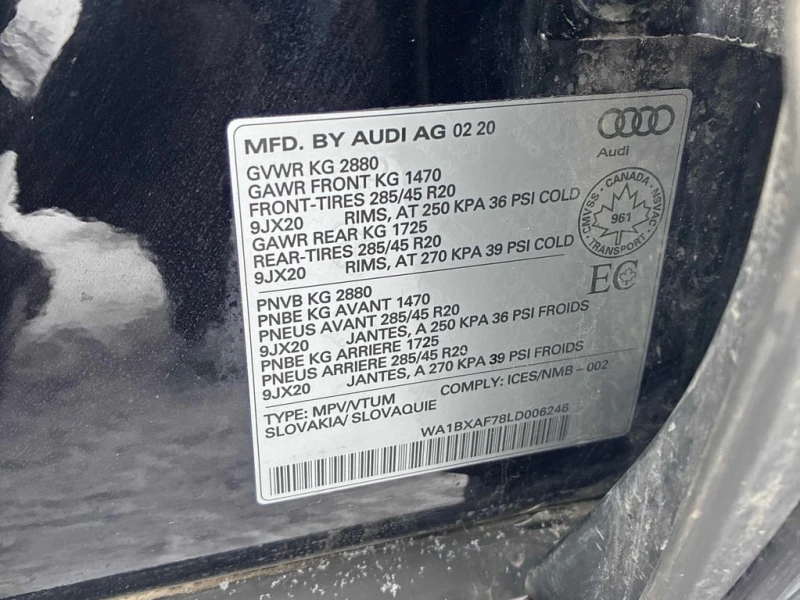 MFD. BY AUDI AG 02 20
Audi
GVWR KG 2880
GAWR FRONT KG 1470
FRONT-TIRES 285/45 R20
9JX20 RIMS, AT 250 KPA 36 PSI COLD
GAWR REAR KG 1725
REAR-TIRES 285/45 R20
9JX20 RIMS, AT 270 KPA 39 PSI COLD
CMVSS - CANADA - NSVAC
961
TRANSPORT
EC
PNVB KG 2880
PNBE KG AVANT 1470
PNEUS AVANT 285/45 R20
9JX20 JANTES, A 250 KPA 36 PSI FROIDS
PNBE KG ARRIERE 1725
PNEUS ARRIERE 285/45 R20
9JX20 JANTES, A 270 KPA 39 PSI FROIDS
TYPE: MPV/VTUM COMPLY: ICES/NMB - 002
SLOVAKIA/ SLOVAQUIE
WA1BXAF78LD006246